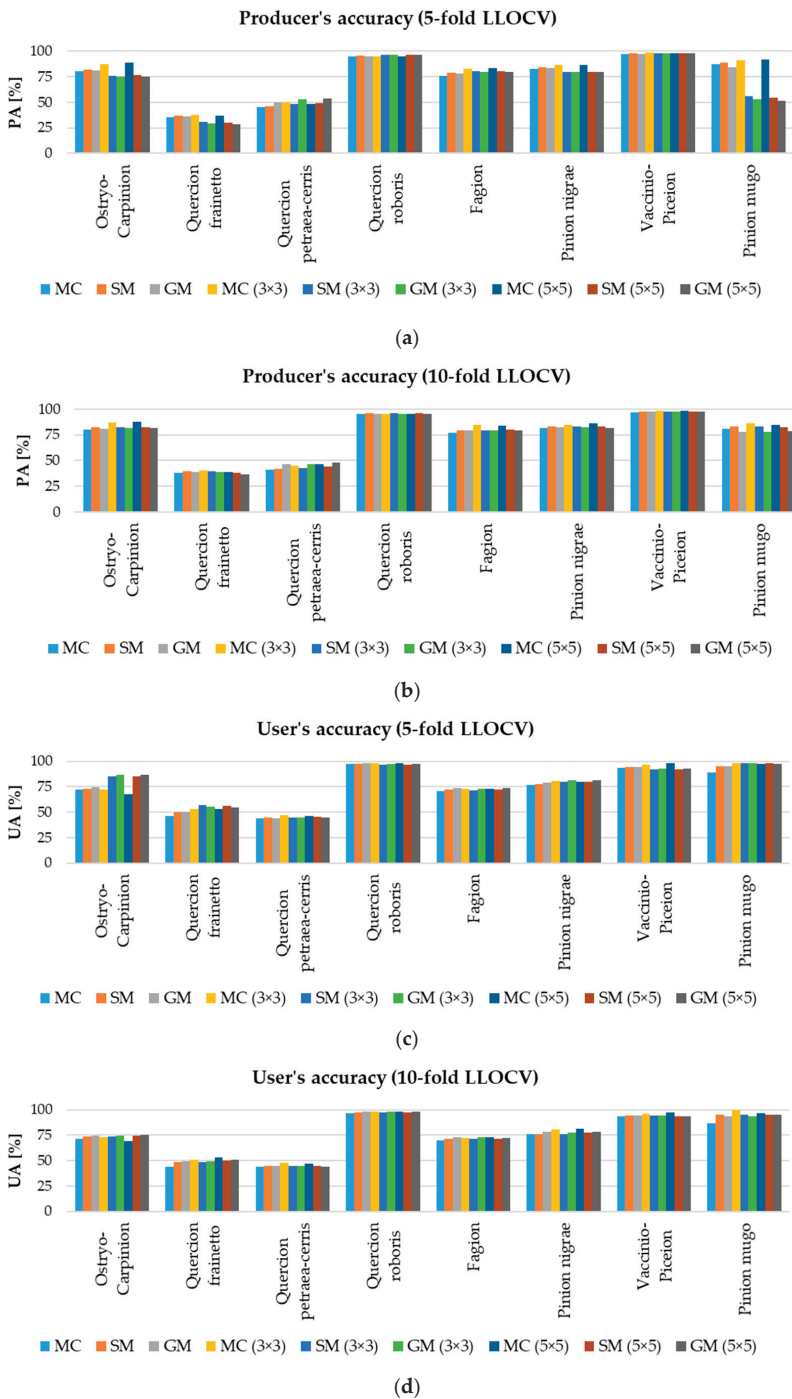 Producer's accuracy (5-fold LLOCV)
PA [%]
100
75
50
25
0
Ostryo-
Carpinion
Quercion
frainetto
Quercion
petraea-cerris
Quercion
roboris
Fagion
Pinion nigrae
Vaccinio-
Piceion
Pinion mugo
MC SM GM MC (3×3) SM (3×3) GM (3×3) MC (5×5) SM (5×5) GM (5×5)
(a)
Producer's accuracy (10-fold LLOCV)
PA [%]
100
75
50
25
0
Ostryo-
Carpinion
Quercion
frainetto
Quercion
petraea-cerris
Quercion
roboris
Fagion
Pinion nigrae
Vaccinio-
Piceion
Pinion mugo
MC SM GM MC (3×3) SM (3×3) GM (3×3) MC (5×5) SM (5×5) GM (5×5)
(b)
User's accuracy (5-fold LLOCV)
UA [%]
100
75
50
25
0
Ostryo-
Carpinion
Quercion
frainetto
Quercion
petraea-cerris
Quercion
roboris
Fagion
Pinion nigrae
Vaccinio-
Piceion
Pinion mugo
MC SM GM MC (3×3) SM (3×3) GM (3×3) MC (5×5) SM (5×5) GM (5×5)
(c)
User's accuracy (10-fold LLOCV)
UA [%]
100
75
50
25
0
Ostryo-
Carpinion
Quercion
frainetto
Quercion
petraea-cerris
Quercion
roboris
Fagion
Pinion nigrae
Vaccinio-
Piceion
Pinion mugo
MC SM GM MC (3×3) SM (3×3) GM (3×3) MC (5×5) SM (5×5) GM (5×5)
(d)